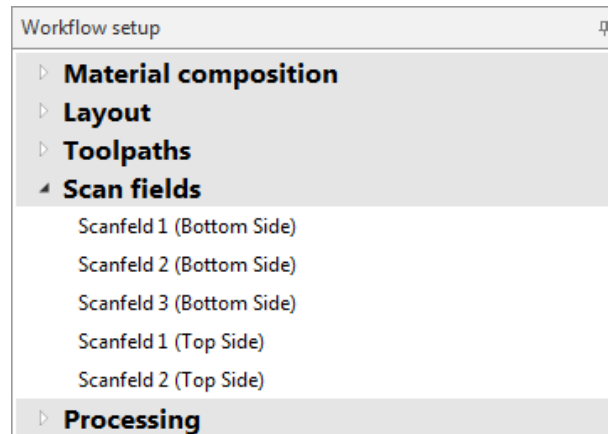 Workflow setup
Material composition
Layout
Toolpaths
Scan fields
Scanfeld 1 (Bottom Side)
Scanfeld 2 (Bottom Side)
Scanfeld 3 (Bottom Side)
Scanfeld 1 (Top Side)
Scanfeld 2 (Top Side)
Processing